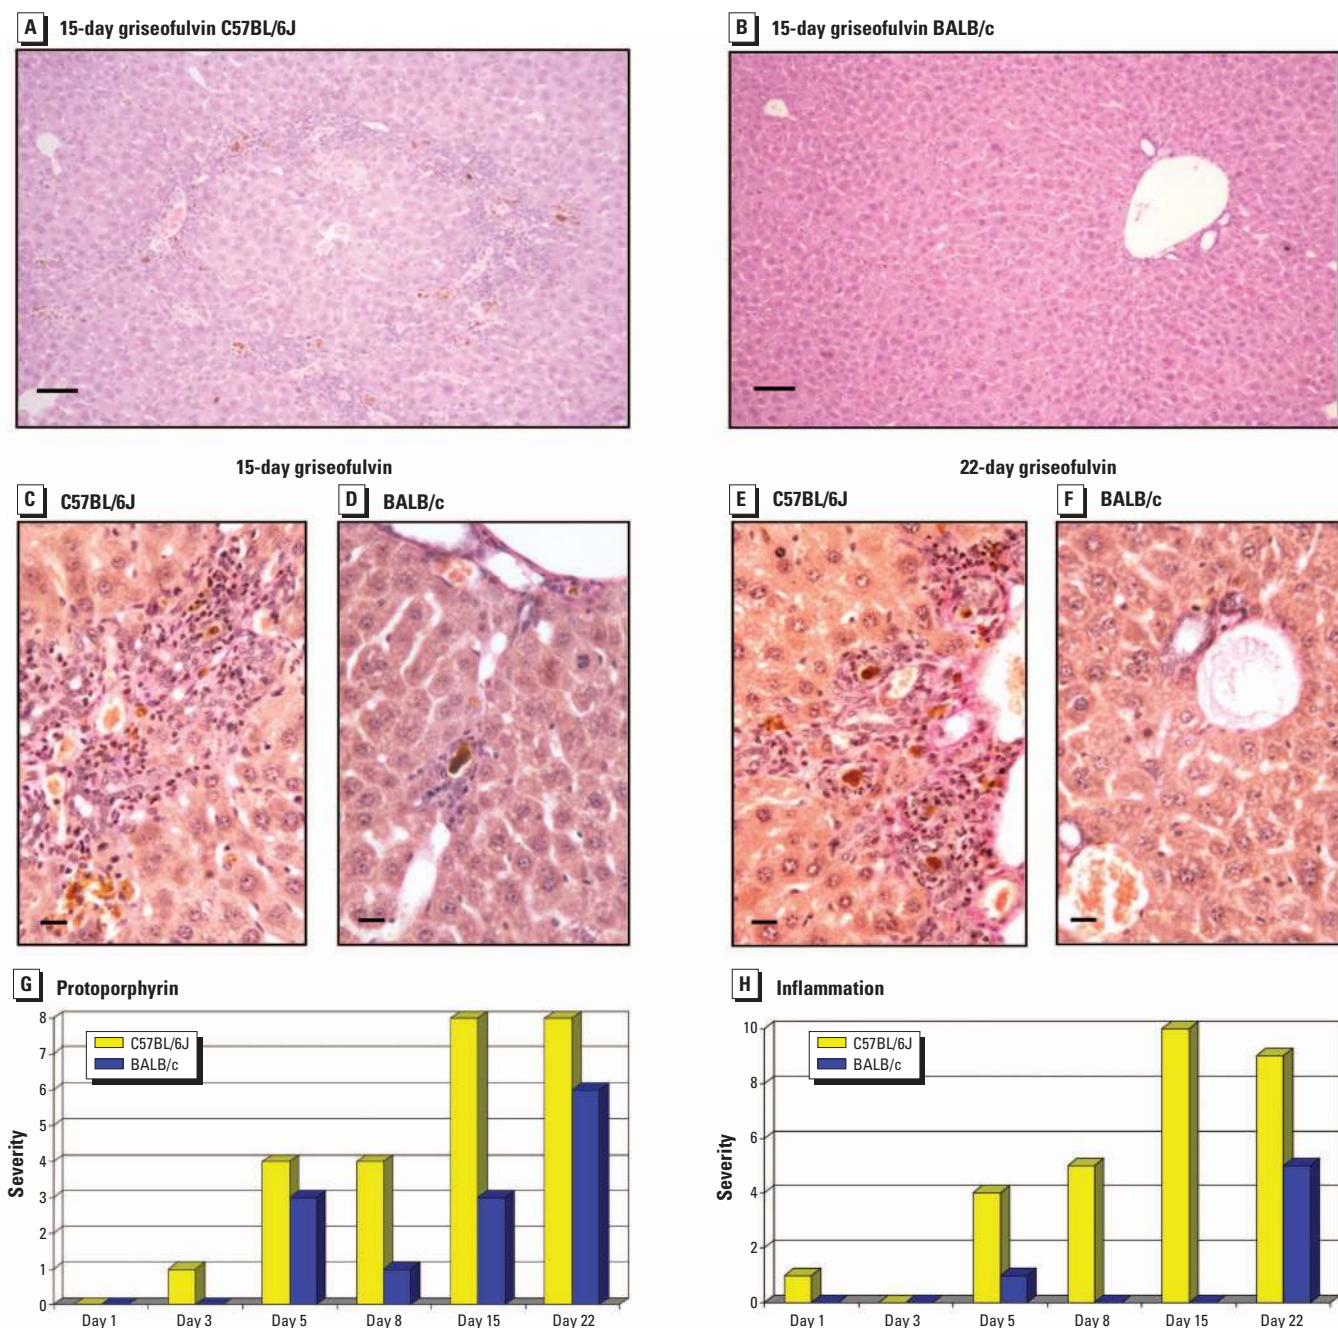 A 15-day griseofulvin C57BL/6J
B 15-day griseofulvin BALB/c
15-day griseofulvin
22-day griseofulvin
C C57BL/6J
D BALB/c
E C57BL/6J
F BALB/c
G Protoporphyrin
8
7
6
5
4
3
2
1
0
Severity
C57BL/6J
BALB/c
Day 1 Day 3 Day 5 Day 8 Day 15 Day 22
H Inflammation
10
8
6
4
2
0
Severity
C57BL/6J
BALB/c
Day 1 Day 3 Day 5 Day 8 Day 15 Day 22